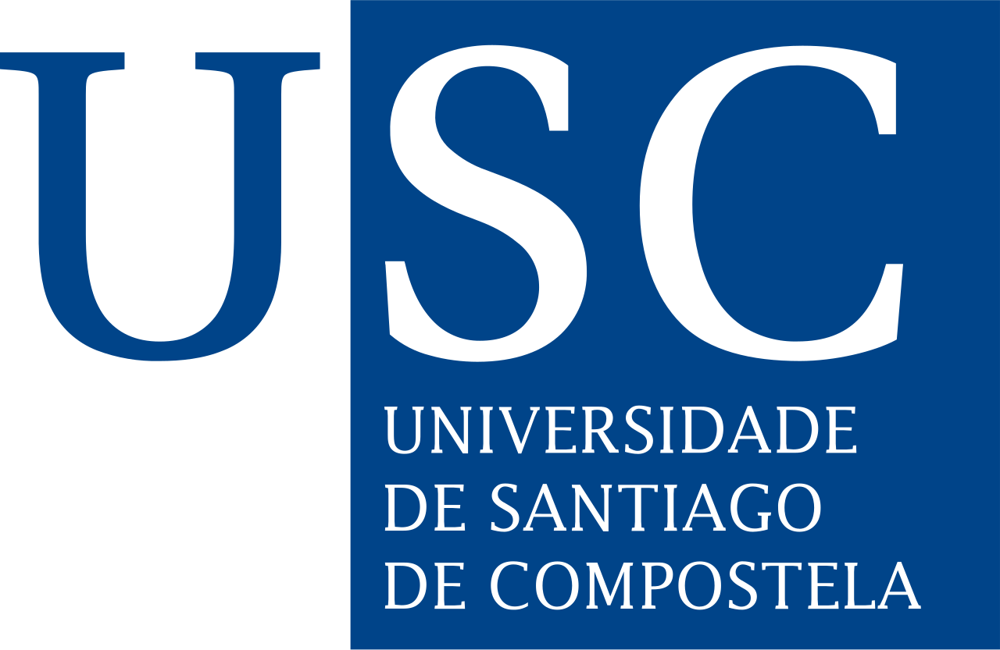 USC
UNIVERSIDADE
DE SANTIAGO
DE COMPOSTELA